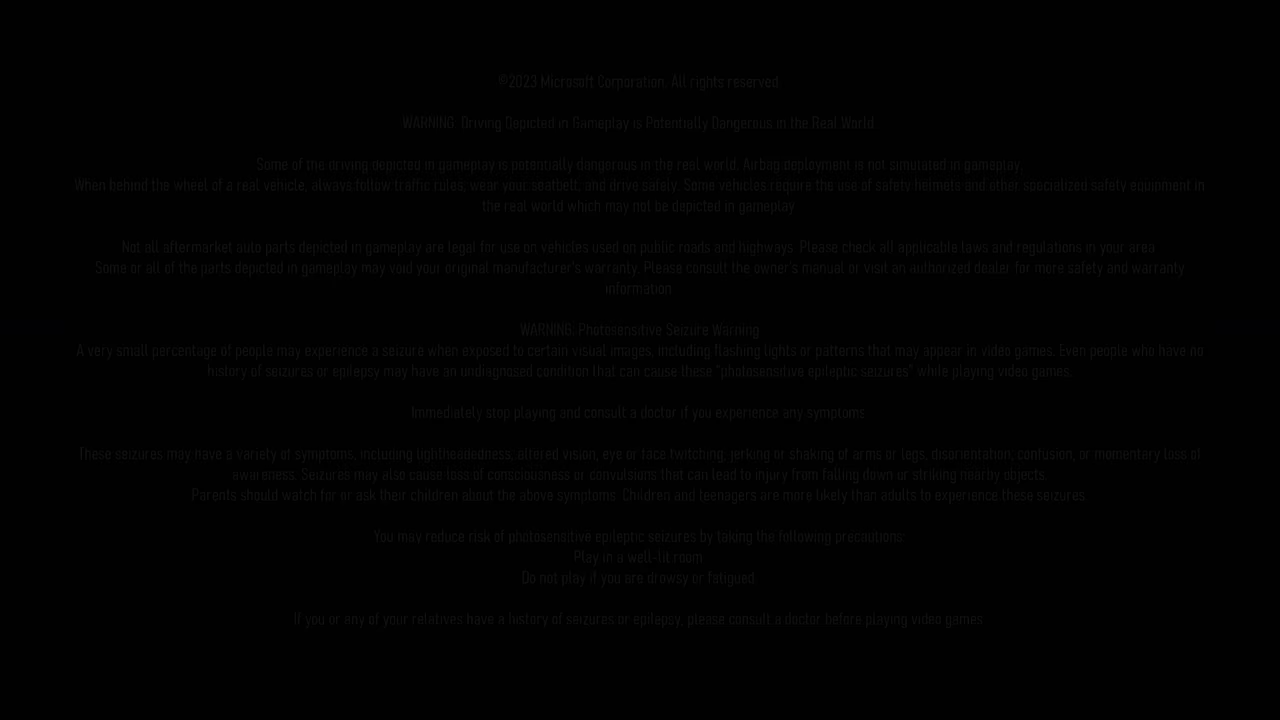 ©2023 Microsoft Corporation. All rights reserved
WARNING: Driving Depicted in Gameplay is Potentially Dangerous in the Real World
Some of the driving depicted in gameplay is potentially dangerous in the real world. Airbag deployment is not simulated in gameplay.
When behind the wheel of a real vehicle, always follow traffic rules, wear your seatbelt, and drive safely. Some vehicles require the use of safety helmets and other specialized safety equipment in
the real world which may not be depicted in gameplay
Not all aftermarket auto parts depicted in gameplay are legal for use on vehicles used on public roads and highways. Please check all applicable laws and regulations in your area
Some or all of the parts depicted in gameplay may void your original manufacturer's warranty. Please consult the owner's manual or visit an authorized dealer for more safety and warranty
information
WARNING: Photosensitive Seizure Warning
A very small percentage of people may experience a seizure when exposed to certain visual images, including flashing lights or patterns that may appear in video games. Even people who have no
history of seizures or epilepsy may have an undiagnosed condition that can cause these "photosensitive epileptic seizures" while playing video games.
Immediately stop playing and consult a doctor if you experience any symptoms
These seizures may have a variety of symptoms, including lightheadedness, altered vision, eye or face twitching, jerking or shaking of arms or legs, disorientation, confusion, or momentary loss of
awareness. Seizures may also cause loss of consciousness or convulsions that can lead to injury from falling down or striking nearby objects.
Parents should watch for or ask their children about the above symptoms. Children and teenagers are more likely than adults to experience these seizures
You may reduce risk of photosensitive epileptic seizures by taking the following precautions:
Play in a well-lit room
Do not play if you are drowsy or fatigued
If you or any of your relatives have a history of seizures or epilepsy, please consult a doctor before playing video games